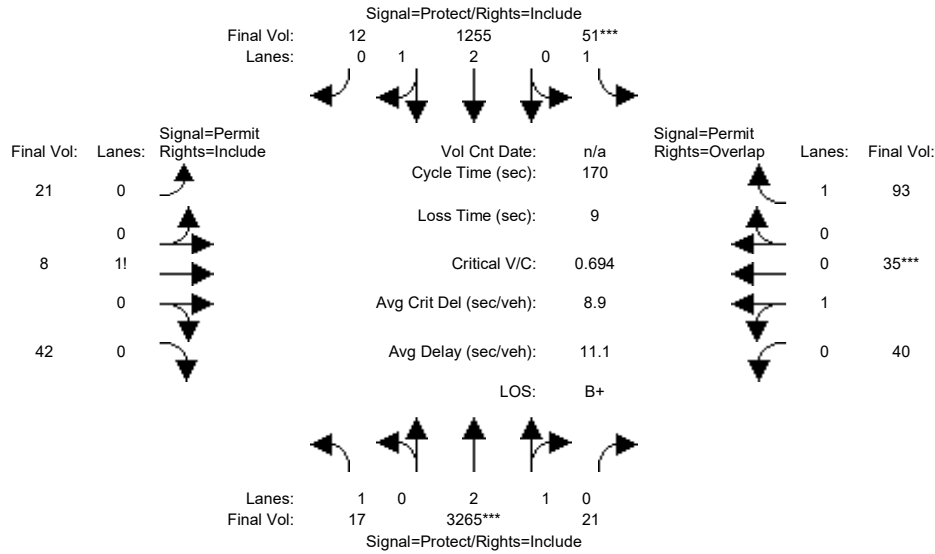 Signal=Protect/Rights=Include
Final Vol: 12 1255 51***
Lanes: 0 1 2 0 1
Signal=Permit Signal=Permit
Final Vol: Lanes: Rights=Include Vol Cnt Date: n/a Rights=Overlap Lanes: Final Vol:
Cycle Time (sec): 170
21 0 1 93
Loss Time (sec): 9
0 0
8 1! Critical V/C: 0.694 0 35***
0 Avg Crit Del (sec/veh): 8.9 1
42 0 Avg Delay (sec/veh): 11.1 0 40
LOS: B+
Lanes: 1 0 2 1 0
Final Vol: 17 3265*** 21
Signal=Protect/Rights=Include